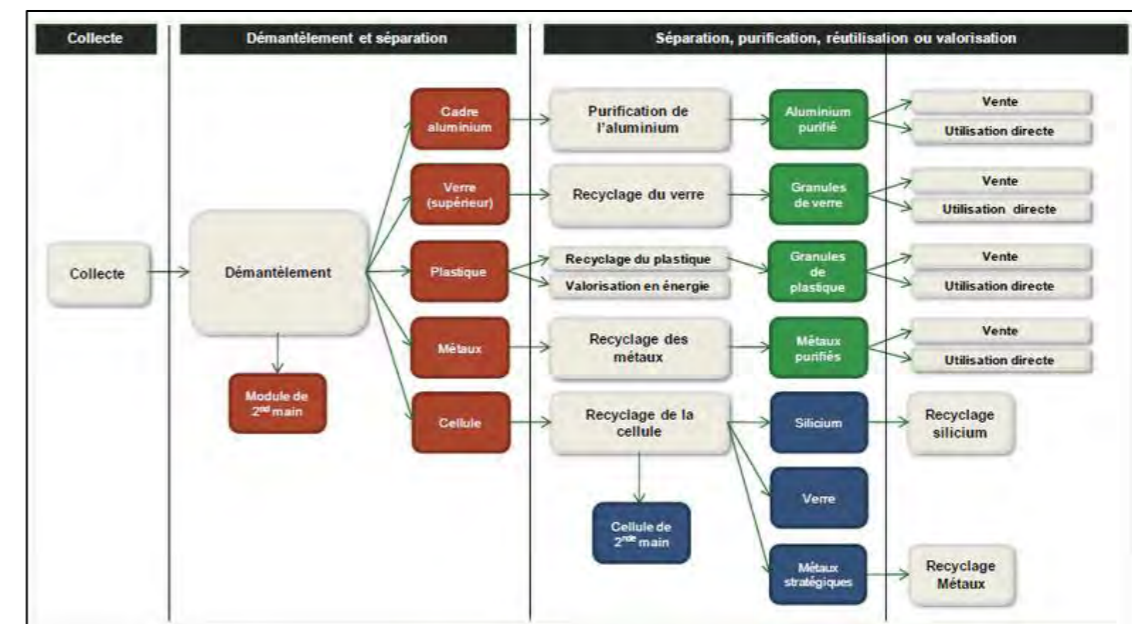 Collecte
Démantèlement et séparation
Séparation, purification, réutilisation ou valorisation
Collecte
Démantèlement
Module de
2nd main
Cadre
aluminium
Verre
(supérieur)
Plastique
Métaux
Cellule
Purification de
l'aluminium
Recyclage du verre
Recyclage du plastique
Valorisation en énergie
Recyclage des
métaux
Recyclage de la
cellule
Cellule de
2nde main
Aluminium
purifié
Granules
de verre
Granules
de
plastique
Métaux
purifiés
Silicium
Verre
Métaux
stratégiques
Vente
Utilisation directe
Vente
Utilisation directe
Vente
Utilisation directe
Vente
Utilisation directe
Recyclage
silicium
Recyclage
Métaux